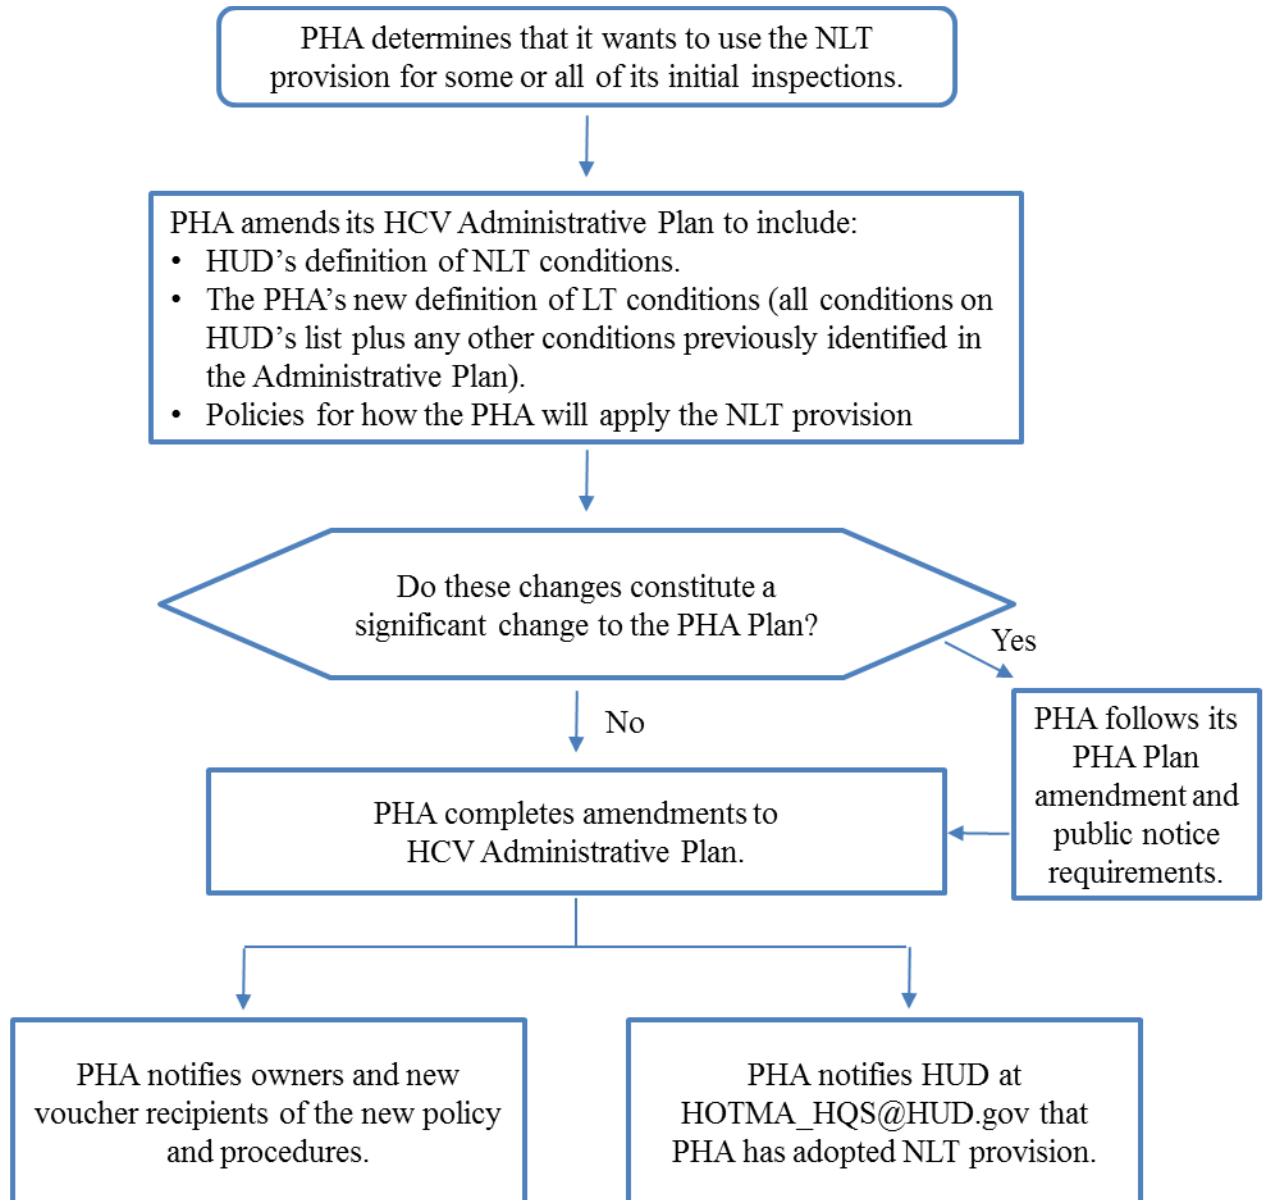 PHA determines that it wants to use the NLT
provision for some or all of its initial inspections.
PHA amends its HCV Administrative Plan to include:
• HUD’s definition of NLT conditions.
• The PHA’s new definition of LT conditions (all conditions on
HUD’s list plus any other conditions previously identified in
the Administrative Plan).
• Policies for how the PHA will apply the NLT provision
Do these changes constitute a
significant change to the PHA Plan?
Yes
No
PHA follows its
PHA Plan
amendment and
public notice
requirements.
PHA completes amendments to
HCV Administrative Plan.
PHA notifies owners and new
voucher recipients of the new policy
and procedures.
PHA notifies HUD at
HOTMA_HQS@HUD.gov that
PHA has adopted NLT provision.